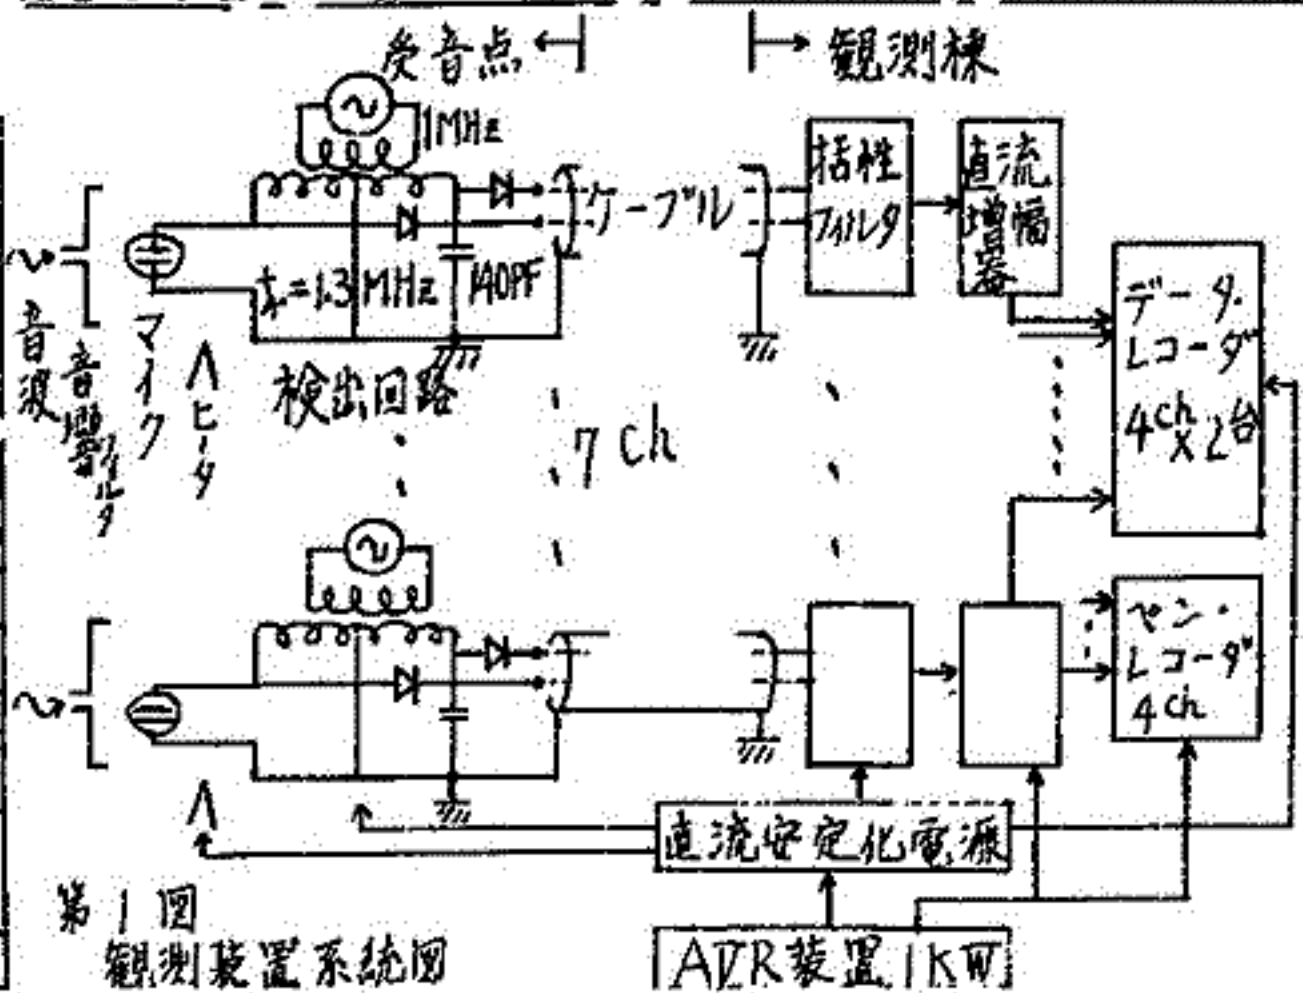 受音点
観測棟
1MHz
ケーブル
括性
フィルタ
直流
増幅
器
f₀=1.3MHz
140PF
データ・
レコーダ
4ch
×2台
音波
音響フィルタ
マイク
ヒータ
検出回路
7ch
ペン・
レコーダ
4ch
直流安定化電源
第1図
観測装置系統図
AVR装置 1KW